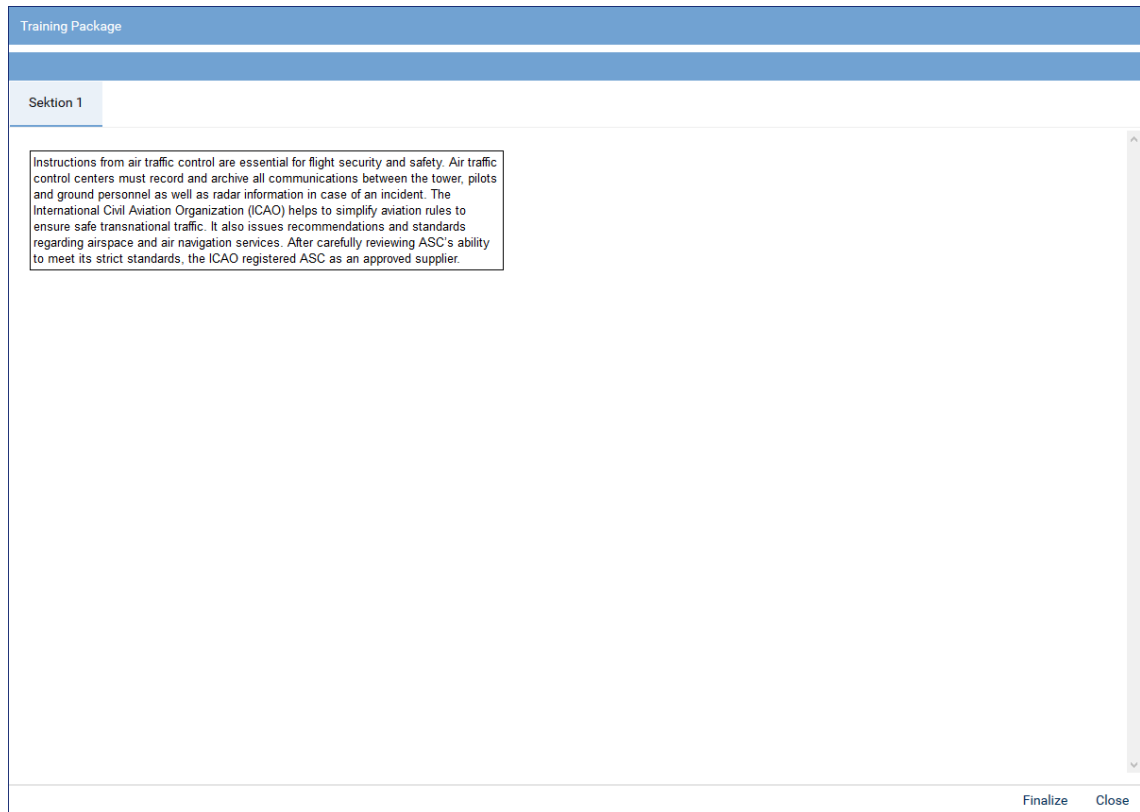 Training Package
Sektion 1
Instructions from air traffic control are essential for flight security and safety. Air traffic
control centers must record and archive all communications between the tower, pilots
and ground personnel as well as radar information in case of an incident. The
International Civil Aviation Organization (ICAO) helps to simplify aviation rules to
ensure safe transnational traffic. It also issues recommendations and standards
regarding airspace and air navigation services. After carefully reviewing ASC's ability
to meet its strict standards, the ICAO registered ASC as an approved supplier.
Finalize Close